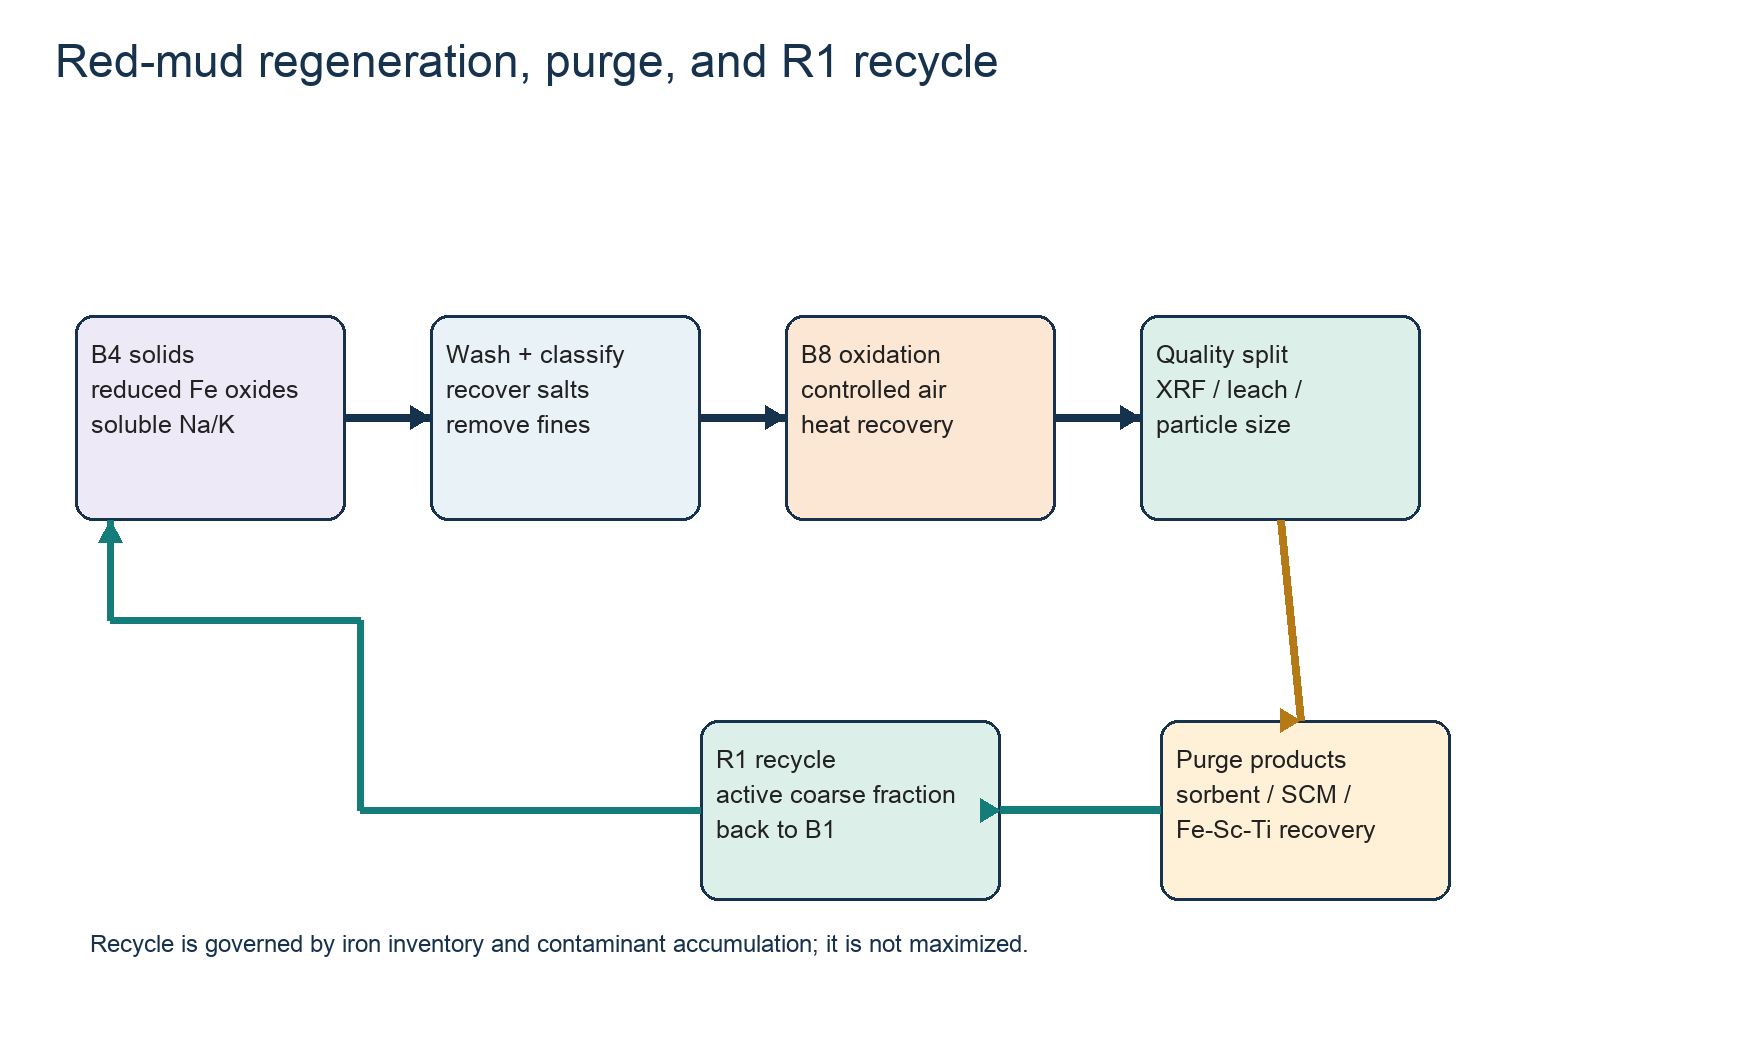 Red-mud regeneration, purge, and R1 recycle
B4 solids
reduced Fe oxides
soluble Na/K
Wash + classify
recover salts
remove fines
B8 oxidation
controlled air
heat recovery
Quality split
XRF / leach /
particle size
R1 recycle
active coarse fraction
back to B1
Purge products
sorbent / SCM /
Fe-Sc-Ti recovery
Recycle is governed by iron inventory and contaminant accumulation; it is not maximized.